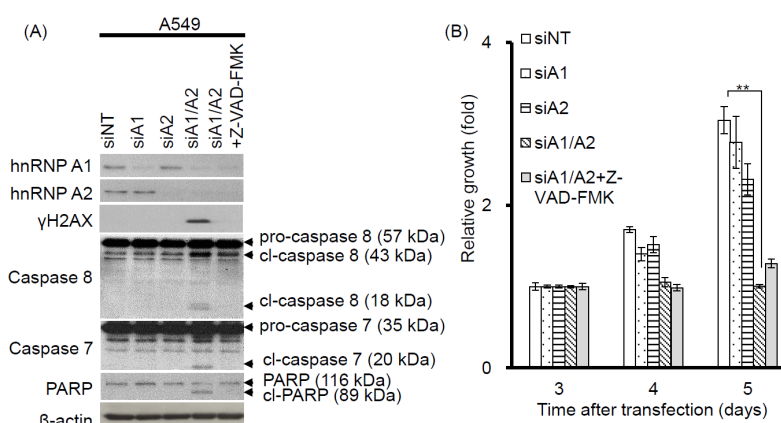 (A)
A549
siNT
siA1
siA2
siA1/A2
siA1/A2
+Z-VAD-FMK
hnRNP A1
hnRNP A2
γH2AX
Caspase 8
pro-caspase 8 (57 kDa)
cl-caspase 8 (43 kDa)
cl-caspase 8 (18 kDa)
Caspase 7
pro-caspase 7 (35 kDa)
cl-caspase 7 (20 kDa)
PARP
PARP (116 kDa)
cl-PARP (89 kDa)
β-actin
(B)
siNT
siA1
siA2
siA1/A2
siA1/A2+Z-
VAD-FMK
**
Relative growth (fold)
4
2
0
3 4 5
Time after transfection (days)